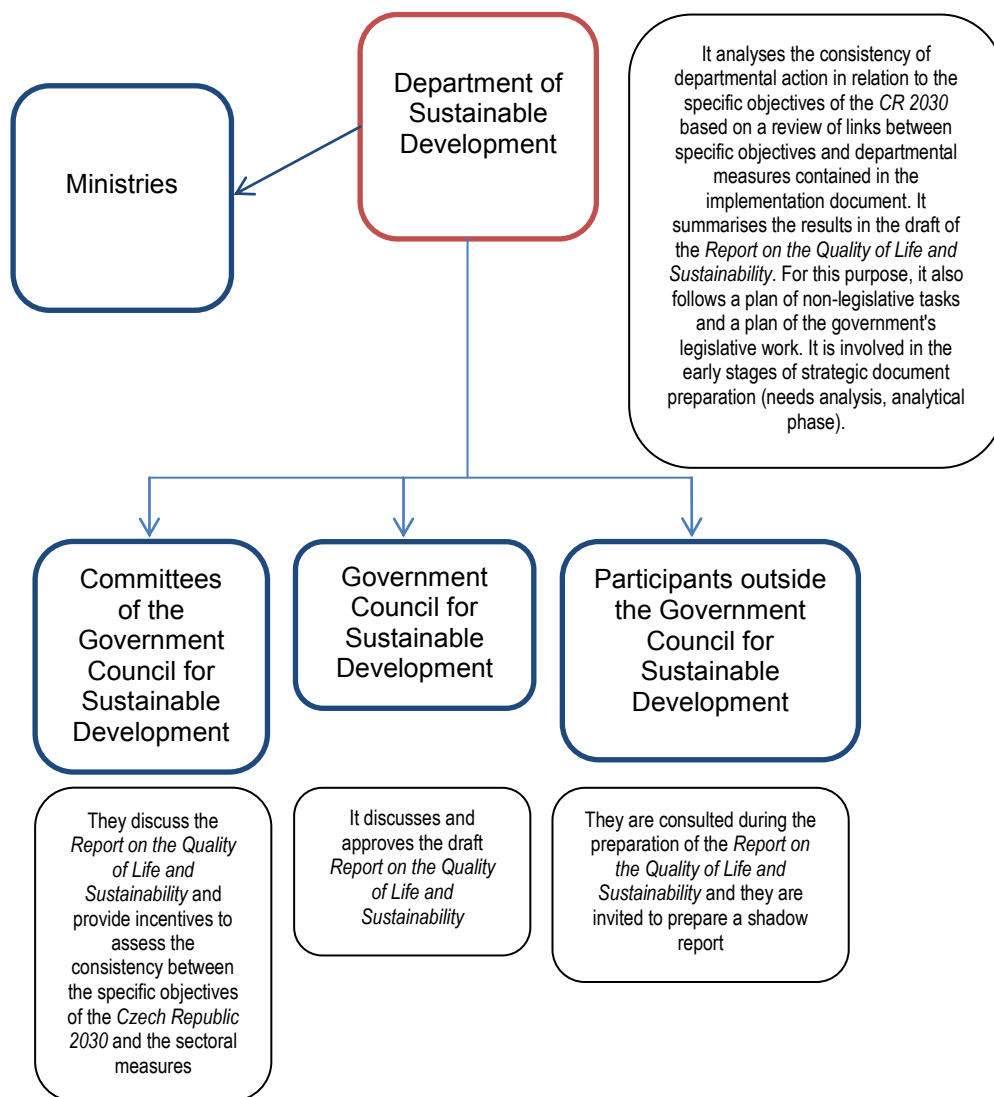 Ministries
Department of
Sustainable
Development
It analyses the consistency of
departmental action in relation to the
specific objectives of the CR 2030
based on a review of links between
specific objectives and departmental
measures contained in the
implementation document. It
summarises the results in the draft of
the Report on the Quality of Life and
Sustainability. For this purpose, it also
follows a plan of non-legislative tasks
and a plan of the government's
legislative work. It is involved in the
early stages of strategic document
preparation (needs analysis, analytical
phase).
Committees
of the
Government
Council for
Sustainable
Development
Government
Council for
Sustainable
Development
Participants outside
the Government
Council for
Sustainable
Development
They discuss the
Report on the Quality
of Life and
Sustainability and
provide incentives to
assess the
consistency between
the specific objectives
of the Czech Republic
2030 and the sectoral
measures
It discusses and
approves the draft
Report on the Quality
of Life and
Sustainability
They are consulted during the
preparation of the Report on
the Quality of Life and
Sustainability and they are
invited to prepare a shadow
report